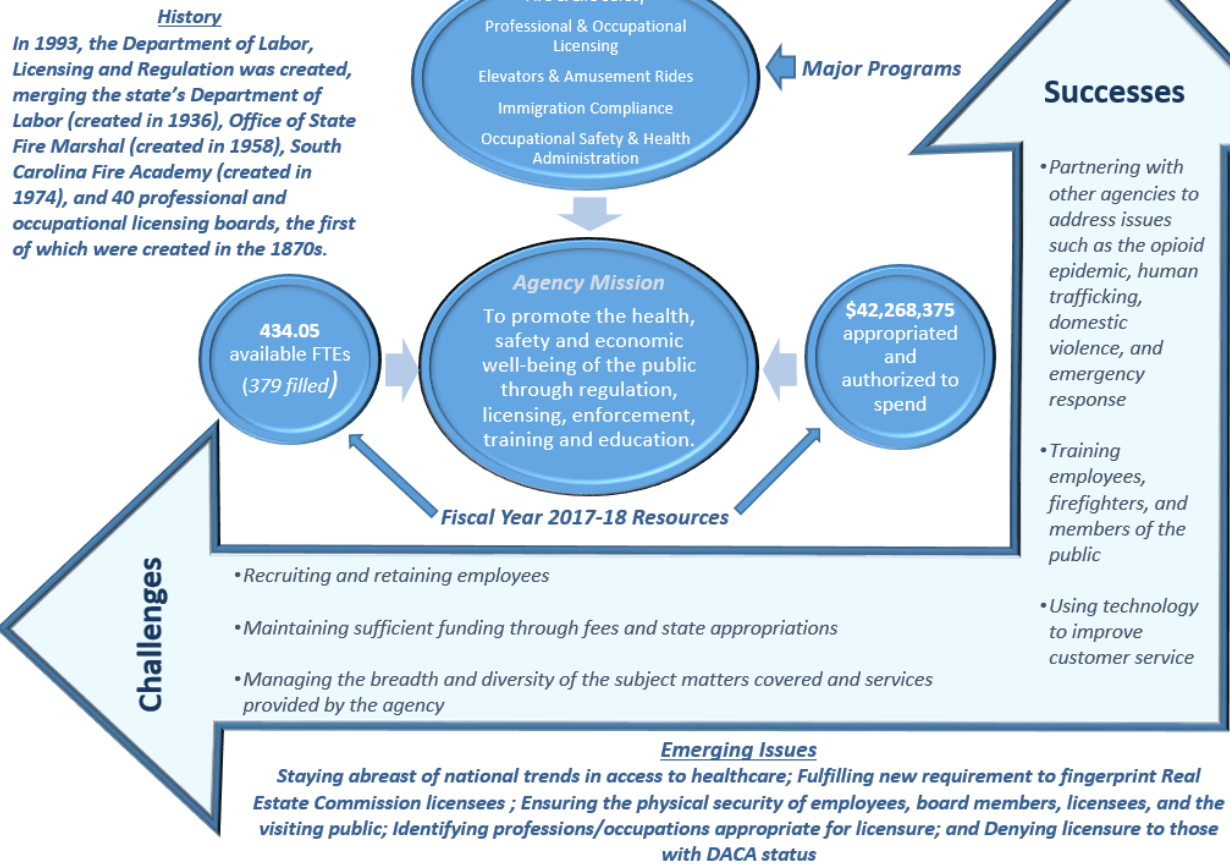 History
In 1993, the Department of Labor,
Licensing and Regulation was created,
merging the state's Department of
Labor (created in 1936), Office of State
Fire Marshal (created in 1958), South
Carolina Fire Academy (created in
1974), and 40 professional and
occupational licensing boards, the first
of which were created in the 1870s.
Professional & Occupational
Licensing
Elevators & Amusement Rides
Immigration Compliance
Occupational Safety & Health
Administration
Major Programs
Successes
•Partnering with
other agencies to
address issues
such as the opioid
epidemic, human
trafficking,
domestic
violence, and
emergency
response
•Training
employees,
firefighters, and
members of the
public
•Using technology
to improve
customer service
434.05
available FTEs
(379 filled)
Agency Mission
To promote the health,
safety and economic
well-being of the public
through regulation,
licensing, enforcement,
training and education.
$42,268,375
appropriated
and
authorized to
spend
Fiscal Year 2017-18 Resources
Challenges
•Recruiting and retaining employees
•Maintaining sufficient funding through fees and state appropriations
•Managing the breadth and diversity of the subject matters covered and services
provided by the agency
Emerging Issues
Staying abreast of national trends in access to healthcare; Fulfilling new requirement to fingerprint Real
Estate Commission licensees ; Ensuring the physical security of employees, board members, licensees, and the
visiting public; Identifying professions/occupations appropriate for licensure; and Denying licensure to those
with DACA status